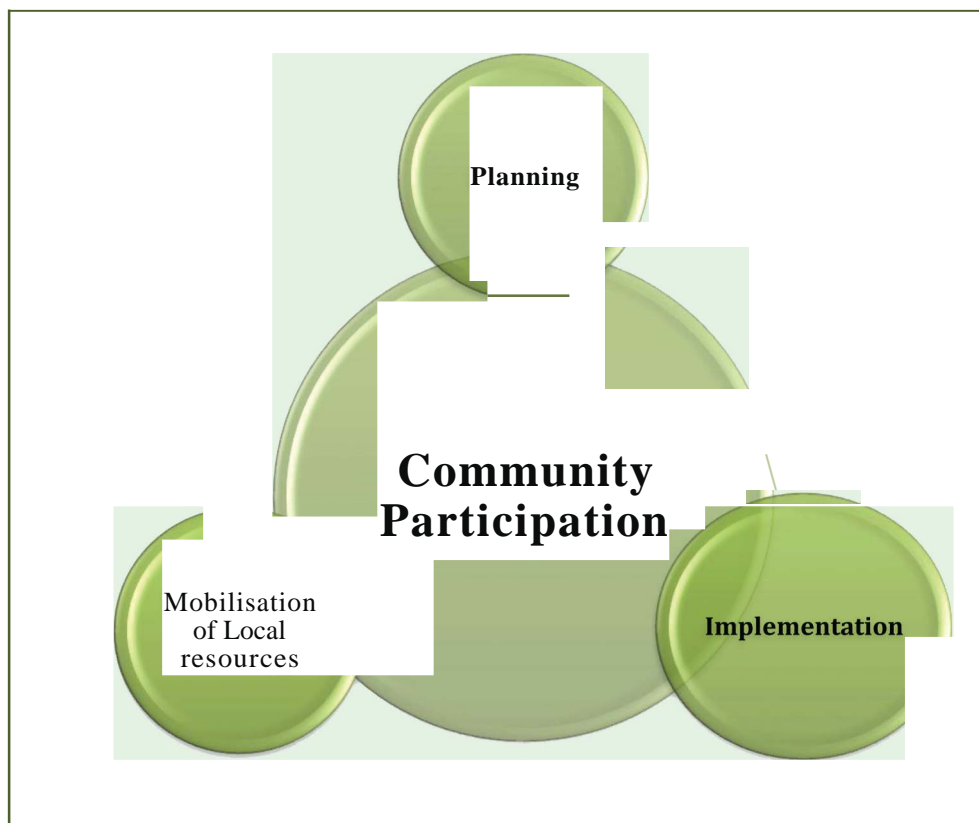 Planning
Community
Participation
Mobilisation
of Local
resources
Implementation